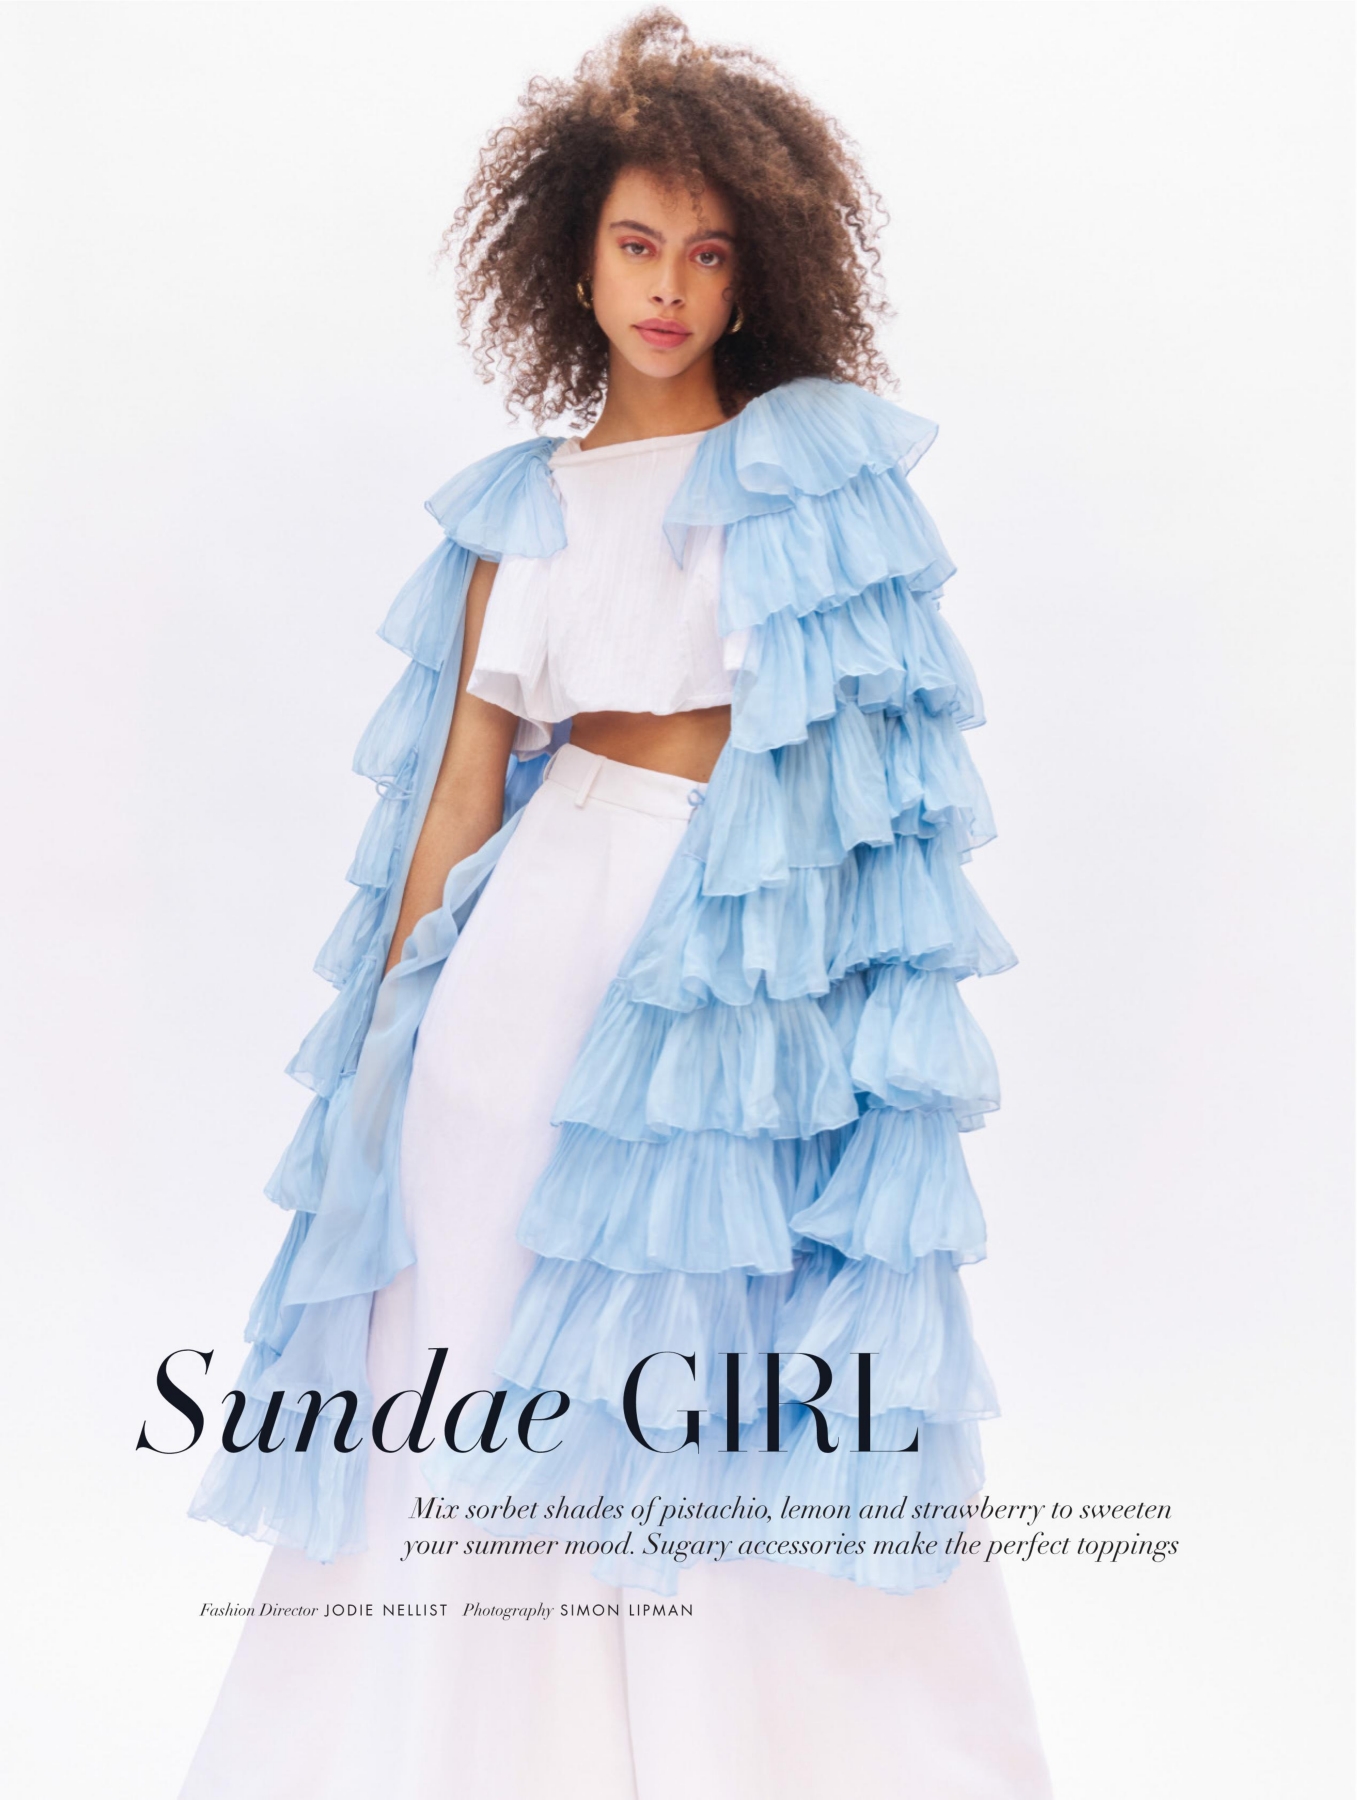 Sundae GIRL
Mix sorbet shades of pistachio, lemon and strawberry to sweeten
your summer mood. Sugary accessories make the perfect toppings
Fashion Director JODIE NELLIST Photography SIMON LIPMAN